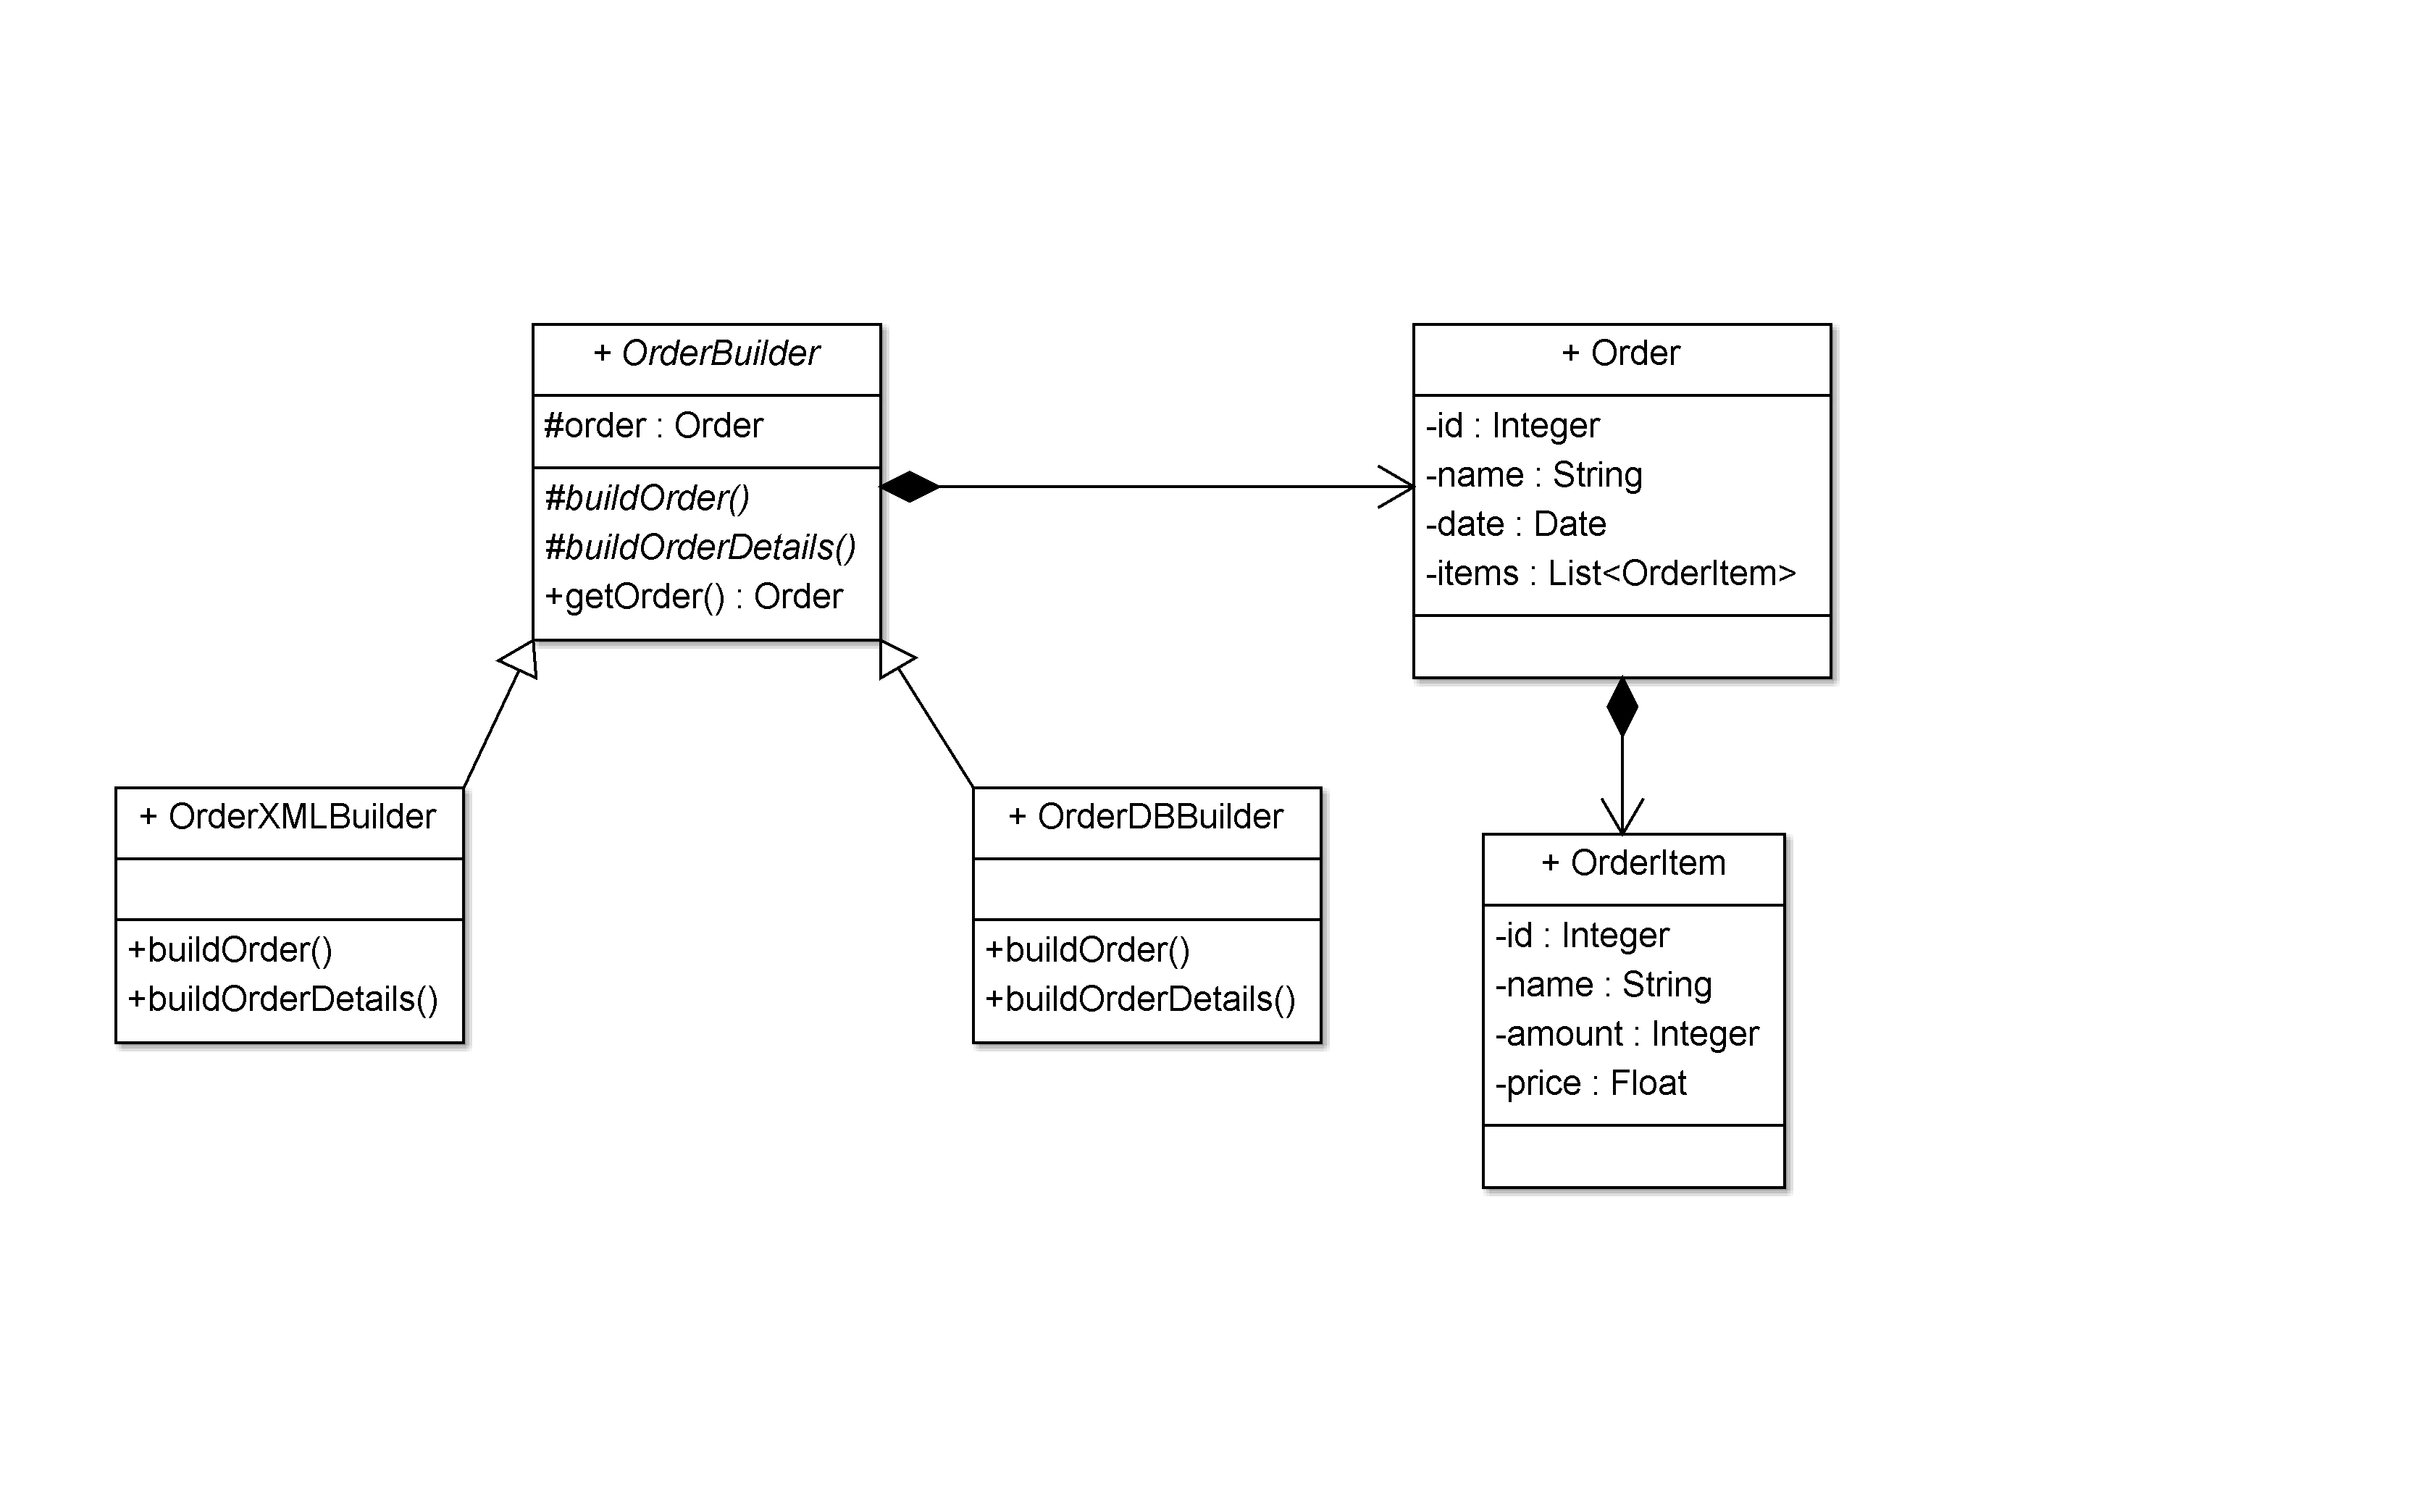 + OrderBuilder
#order : Order
#buildOrder()
#buildOrderDetails()
+getOrder() : Order
+ Order
-id : Integer
-name : String
-date : Date
-items : List<OrderItem>
+ OrderXMLBuilder
+buildOrder()
+buildOrderDetails()
+ OrderDBBuilder
+buildOrder()
+buildOrderDetails()
+ OrderItem
-id : Integer
-name : String
-amount : Integer
-price : Float